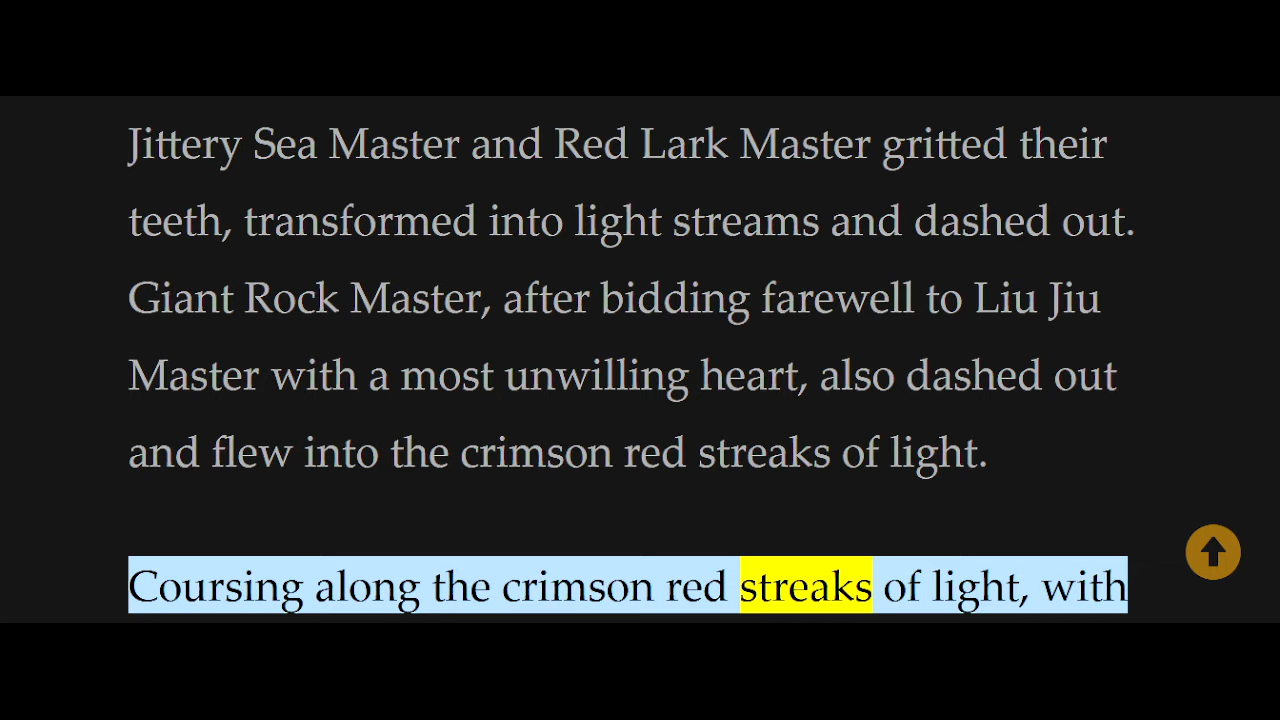 Jittery Sea Master and Red Lark Master gritted their
teeth, transformed into light streams and dashed out.
Giant Rock Master, after bidding farewell to Liu Jiu
Master with a most unwilling heart, also dashed out
and flew into the crimson red streaks of light.
Coursing along the crimson red streaks of light, with